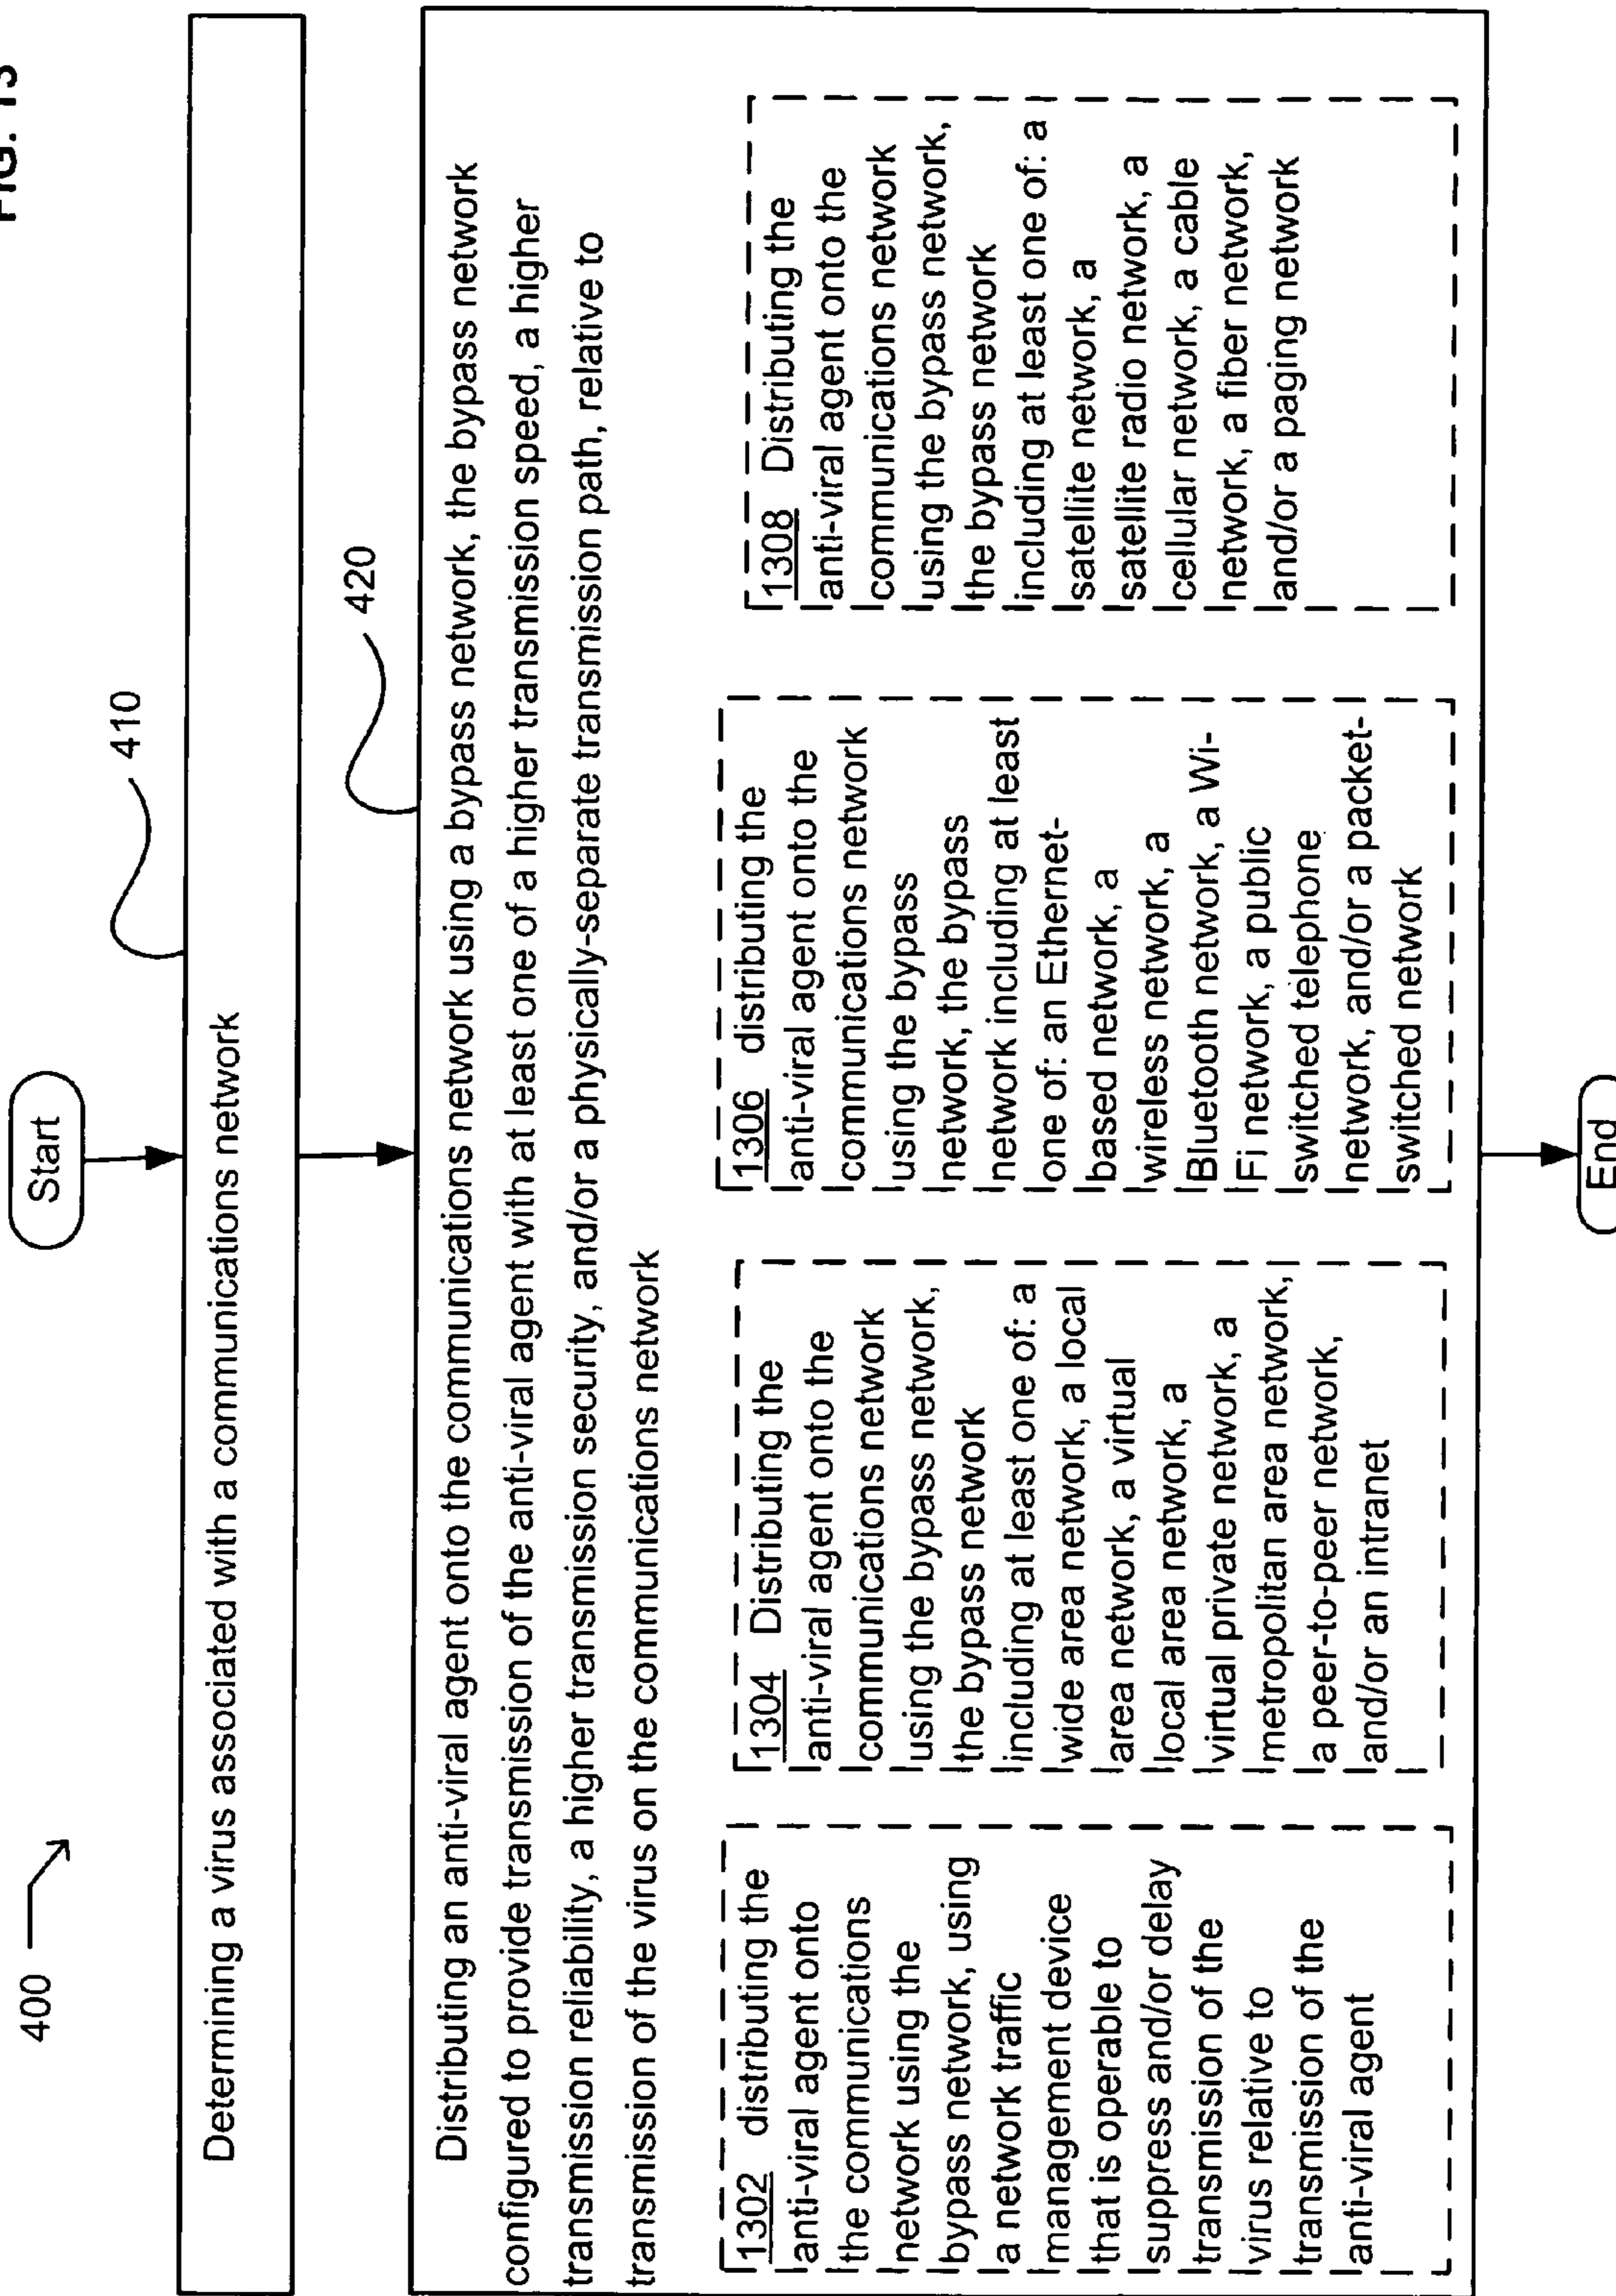 FIG. 13
400
Start
410
Determining a virus associated with a communications network
420
Distributing an anti-viral agent onto the communications network using a bypass network, the bypass network
configured to provide transmission of the anti-viral agent with at least one of a higher transmission speed, a higher
transmission reliability, a higher transmission security, and/or a physically-separate transmission path, relative to
transmission of the virus on the communications network
1302 distributing the
anti-viral agent onto
the communications
network using the
bypass network, using
a network traffic
management device
that is operable to
suppress and/or delay
transmission of the
virus relative to
transmission of the
anti-viral agent
1304 Distributing the
anti-viral agent onto the
communications network
using the bypass network,
the bypass network
including at least one of: a
wide area network, a local
area network, a virtual
local area network, a
virtual private network, a
metropolitan area network,
a peer-to-peer network,
and/or an intranet
1306 distributing the
anti-viral agent onto the
communications network
using the bypass
network, the bypass
network including at least
one of: an Ethernet-
based network, a
wireless network, a
Bluetooth network, a Wi-
Fi network, a public
switched telephone
network, and/or a packet-
switched network
1308 Distributing the
anti-viral agent onto the
communications network
using the bypass network,
the bypass network
including at least one of: a
satellite network, a
satellite radio network, a
cellular network, a cable
network, a fiber network,
and/or a paging network
End